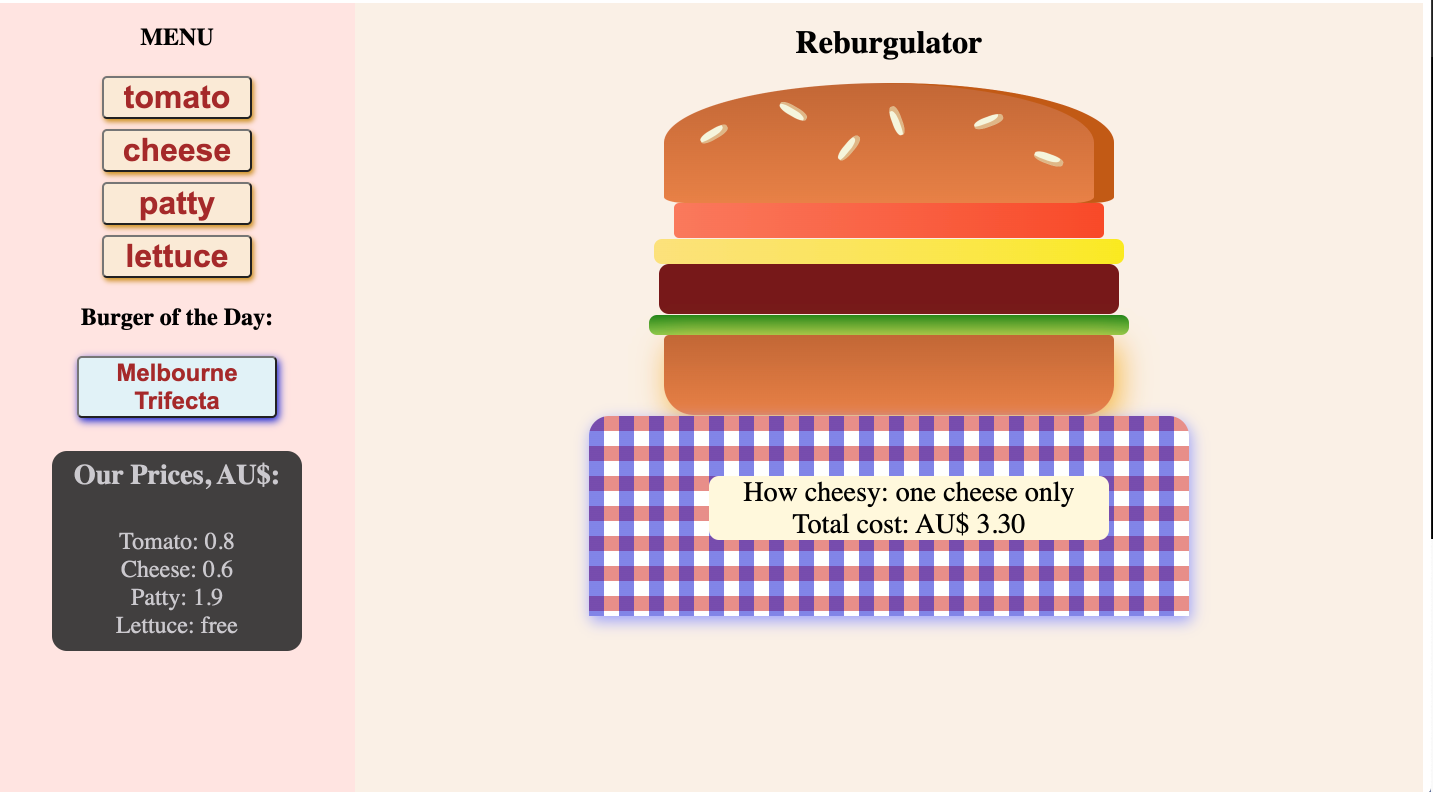 MENU
tomato
cheese
patty
lettuce
Burger of the Day:
Melbourne
Trifecta
Our Prices, AU$:
Tomato: 0.8
Cheese: 0.6
Patty: 1.9
Lettuce: free
Reburgulator
How cheesy: one cheese only
Total cost: AU$ 3.30